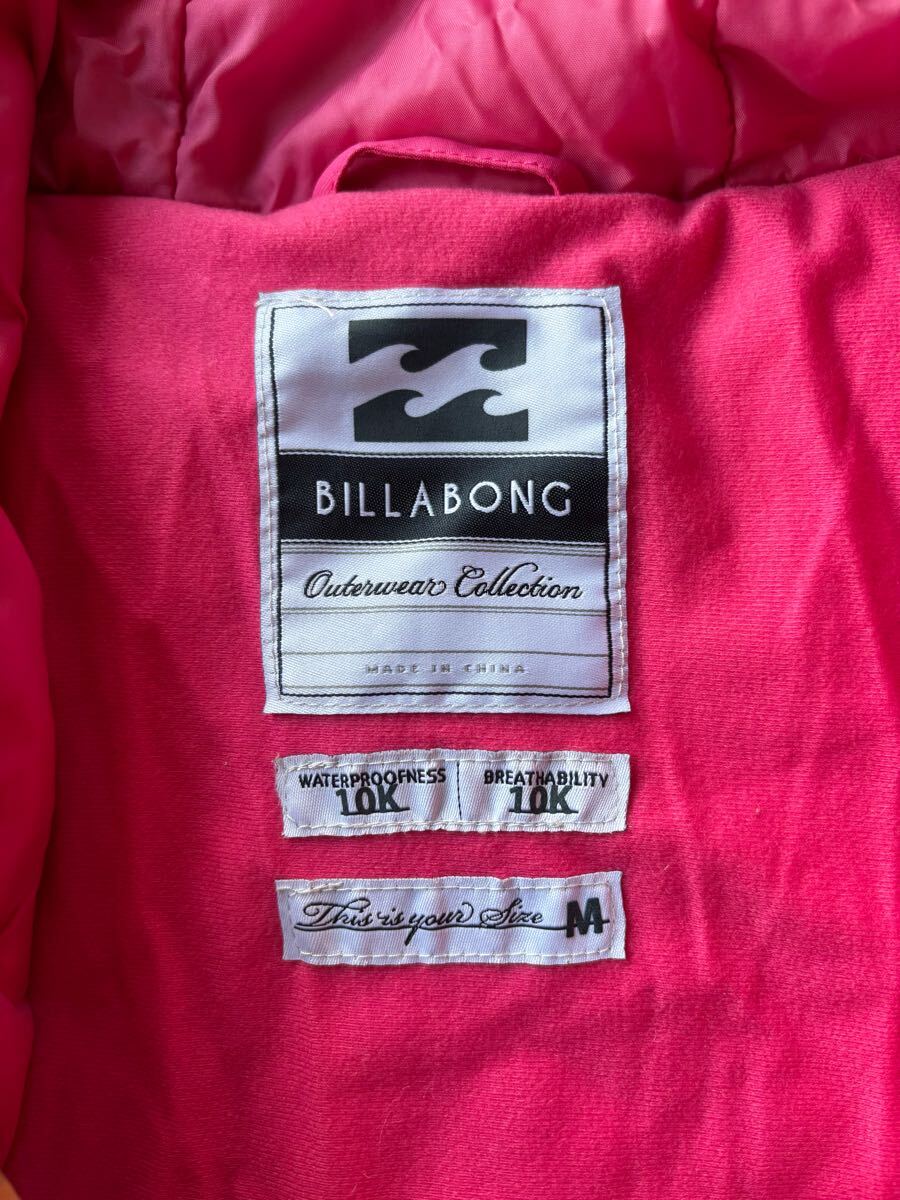 BILLABONG
Outerwear Collection
MADE IN CHINA
WATERPROOFNESS BREATHABILITY
10K 10K
This is your Size M